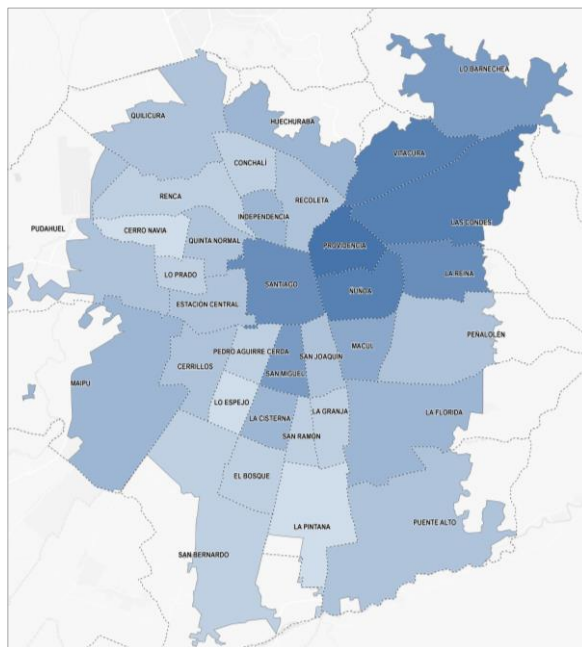 LO BARNECHEA
QUILICURA
HUECHURABA
VITACURA
CONCHALÍ
RENCA
RECOLETA
INDEPENDENCIA
LAS CONDES
PUDAHUEL
CERRO NAVIA
QUINTA NORMAL
PROVIDENCIA
LO PRADO
LA REINA
SANTIAGO
ÑUÑOA
ESTACIÓN CENTRAL
PEÑALOLÉN
MACUL
PEDRO AGUIRRE CERDA
SAN JOAQUIN
CERRILLOS
SAN MIGUEL
MAIPU
LO ESPEJO
LA GRANJA
LA CISTERNA
LA FLORIDA
SAN RAMÓN
EL BOSQUE
PUENTE ALTO
LA PINTANA
SAN BERNARDO